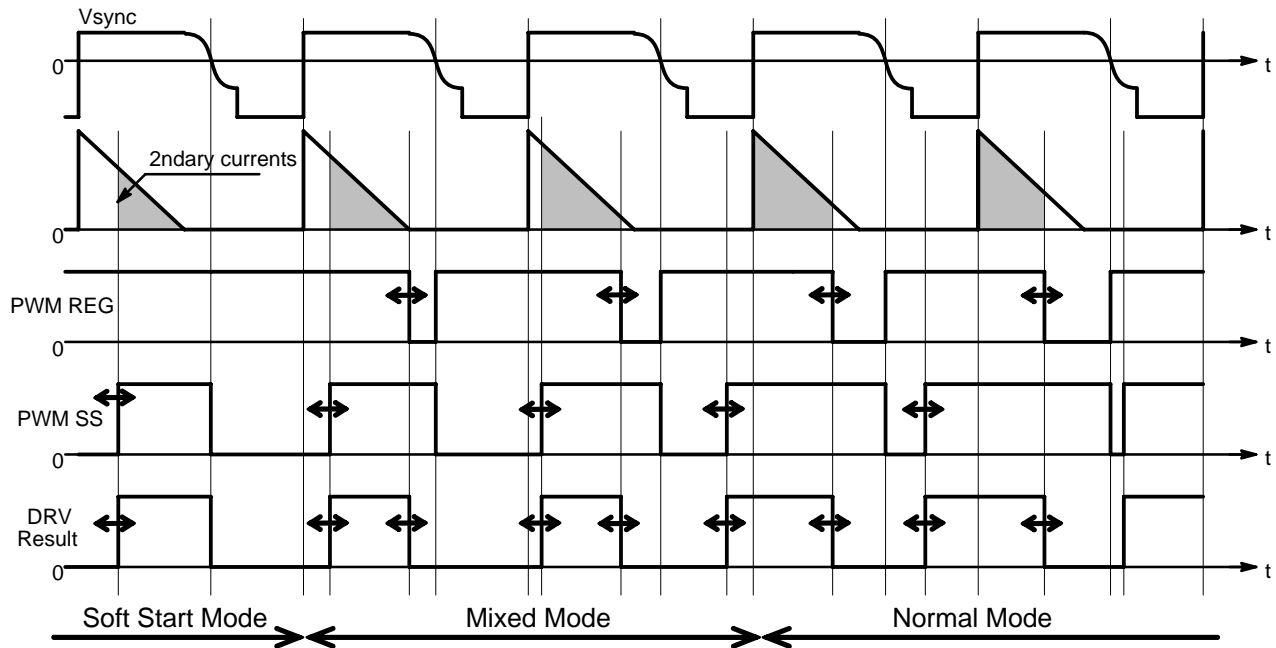 Vsync
0
t
2ndary currents
0
t
PWM REG
0
t
PWM SS
0
t
DRV
Result
0
t
Soft Start Mode
Mixed Mode
Normal Mode